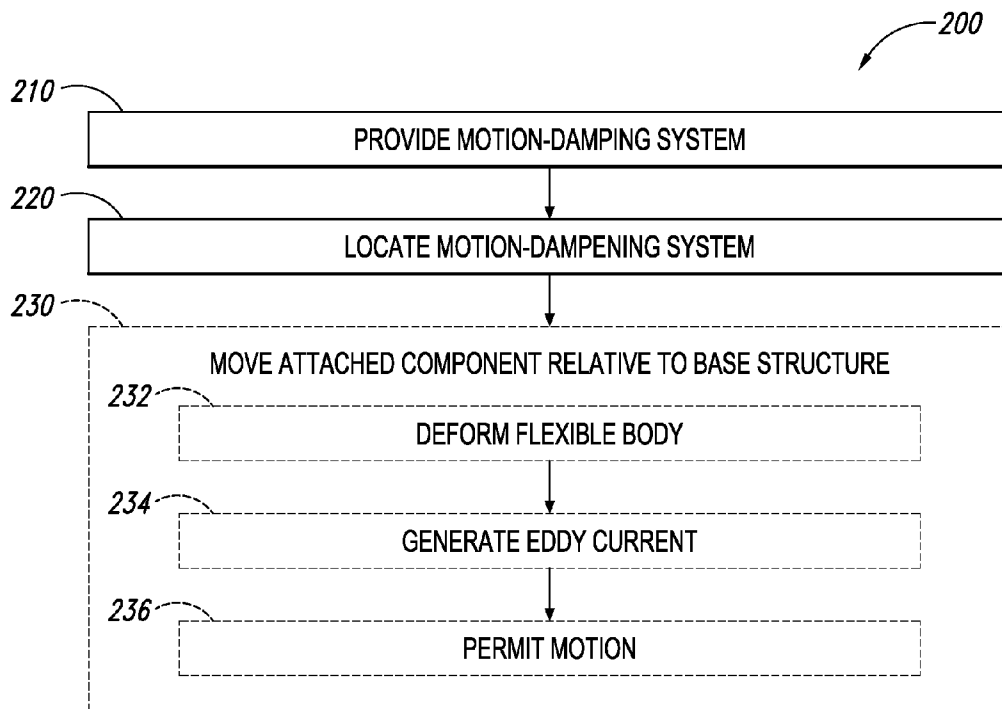 200
210
PROVIDE MOTION-DAMPING SYSTEM
220
LOCATE MOTION-DAMPENING SYSTEM
230
MOVE ATTACHED COMPONENT RELATIVE TO BASE STRUCTURE
232
DEFORM FLEXIBLE BODY
234
GENERATE EDDY CURRENT
236
PERMIT MOTION